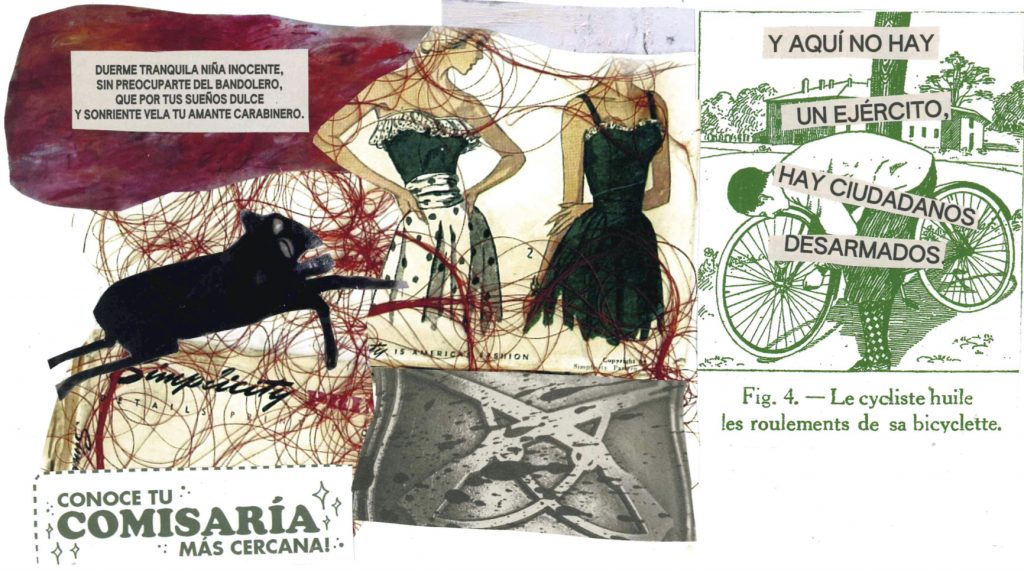 DUERME TRANQUILA NIÑA INOCENTE,
SIN PREOCUPARTE DEL BANDOLERO,
QUE POR TUS SUEÑOS DULCE
Y SONRIENTE VELA TU AMANTE CARABINERO.
2
IS AMERICA'S FASHION
Copyright
Simplicity
Simplicity
DETAILS
CONOCE TU
COMISARÍA
MÁS CERCANA!
Y AQUÍ NO HAY
UN EJÉRCITO,
HAY CIUDADANOS
DESARMADOS
Fig. 4. — Le cycliste huile
les roulements de sa bicyclette.